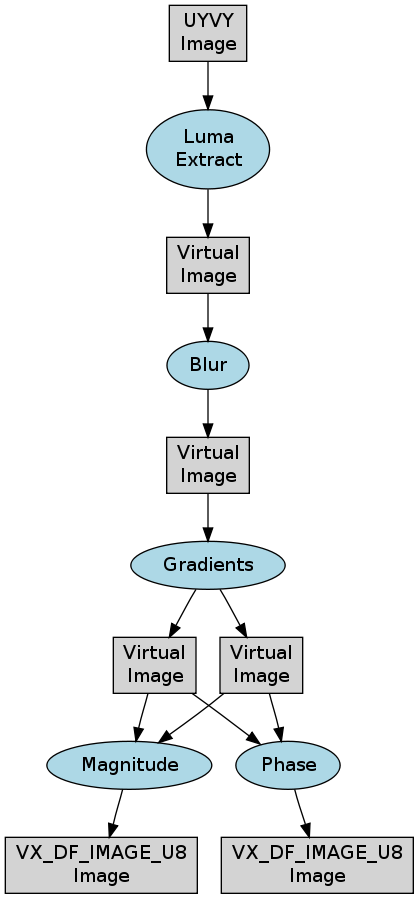 UYVY
Image
Luma
Extract
Virtual
Image
Blur
Virtual
Image
Gradients
Virtual
Image
Virtual
Image
Magnitude
Phase
VX_DF_IMAGE_U8
Image
VX_DF_IMAGE_U8
Image